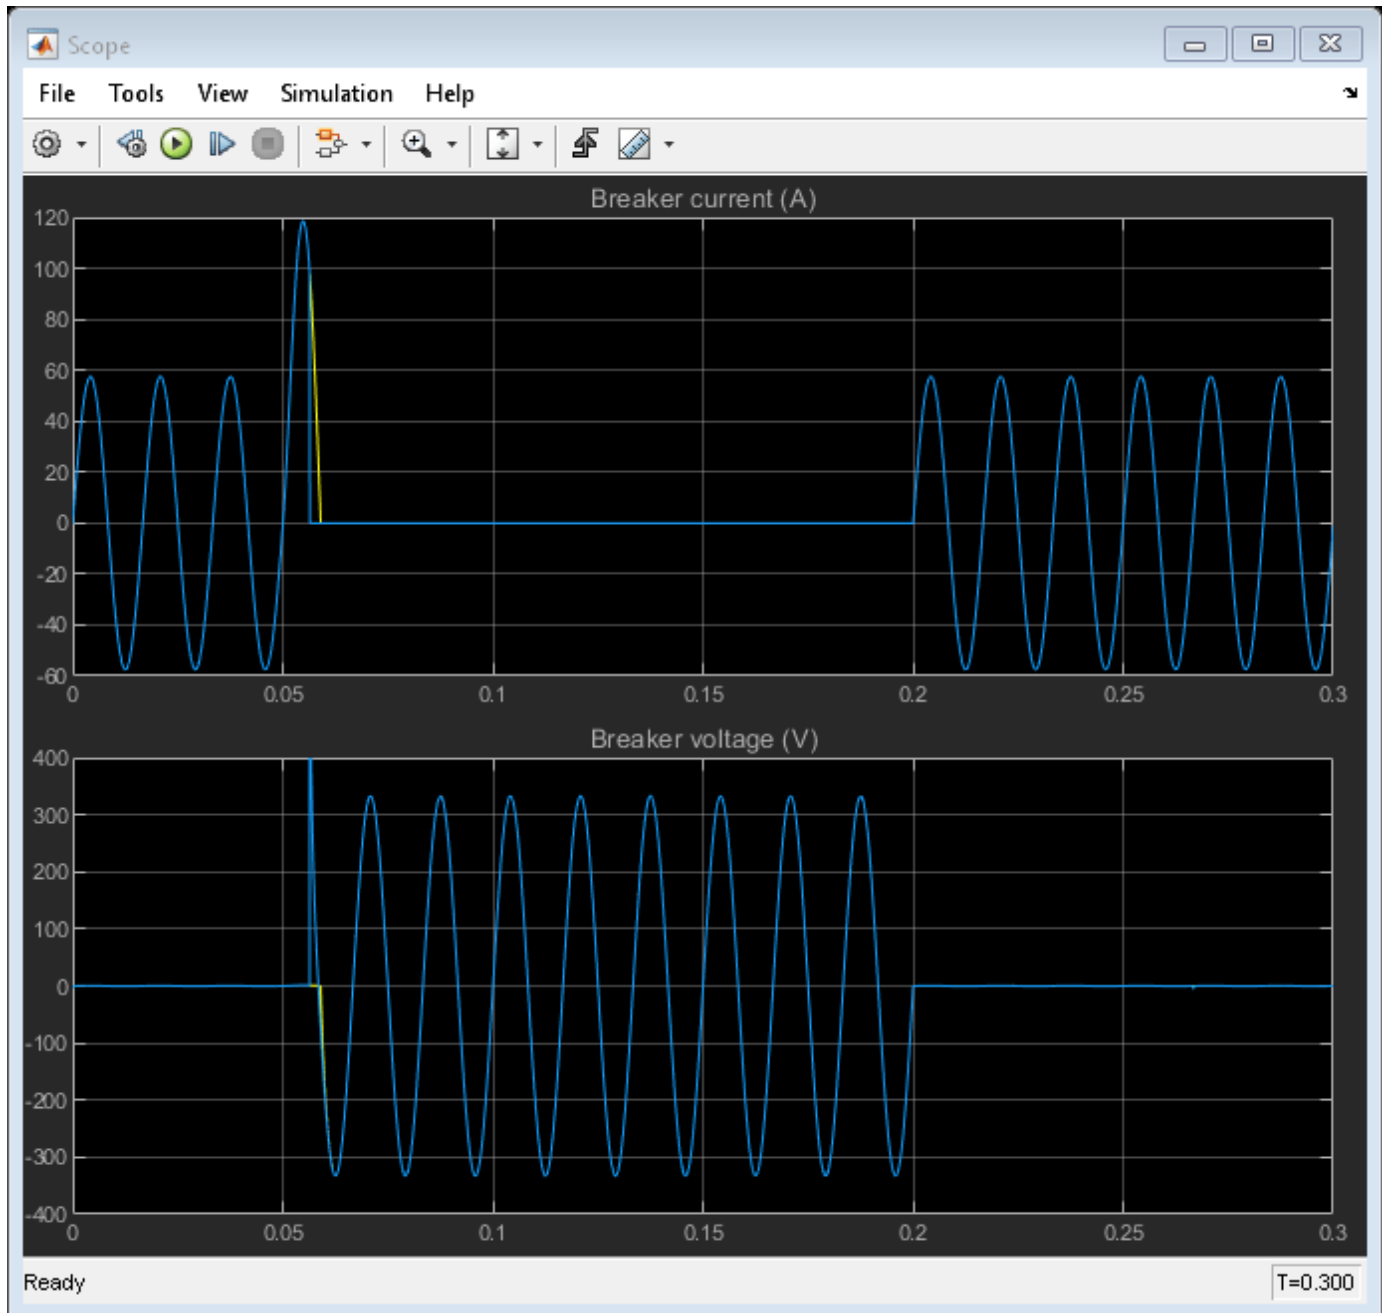 Scope
File Tools View Simulation Help
Breaker current (A)
120
100
80
60
40
20
0
-20
-40
-60
0 0.05 0.1 0.15 0.2 0.25 0.3
Breaker voltage (V)
400
300
200
100
0
-100
-200
-300
-400
0 0.05 0.1 0.15 0.2 0.25 0.3
Ready T=0.300